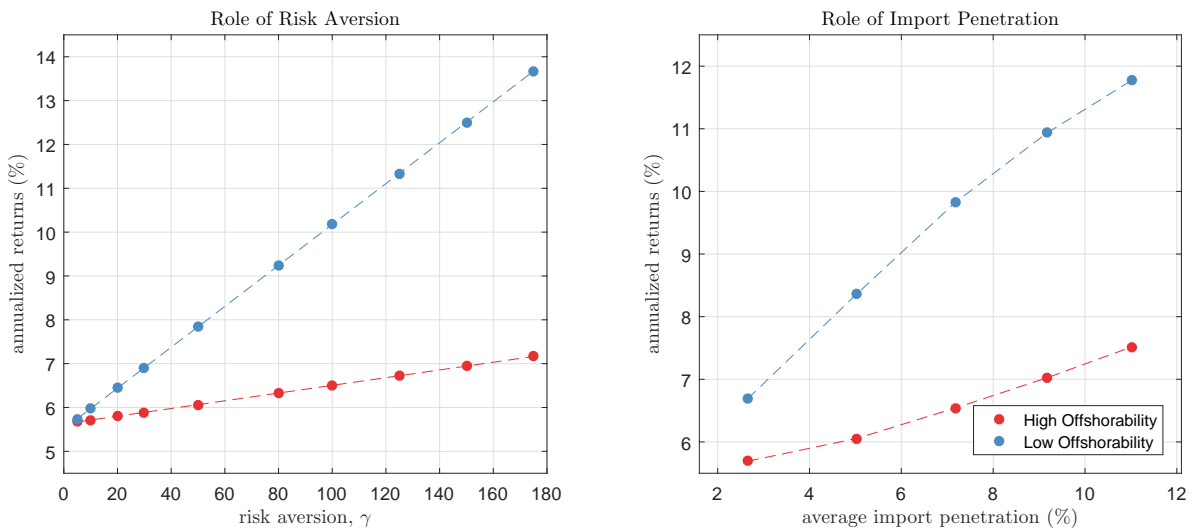 Role of Risk Aversion
14
13
12
11
10
9
8
7
6
5
annualized returns (%)
0 20 40 60 80 100 120 140 160 180
risk aversion, γ
Role of Import Penetration
12
11
10
9
8
7
6
annualized returns (%)
2 4 6 8 10 12
average import penetration (%)
High Offshorability
Low Offshorability